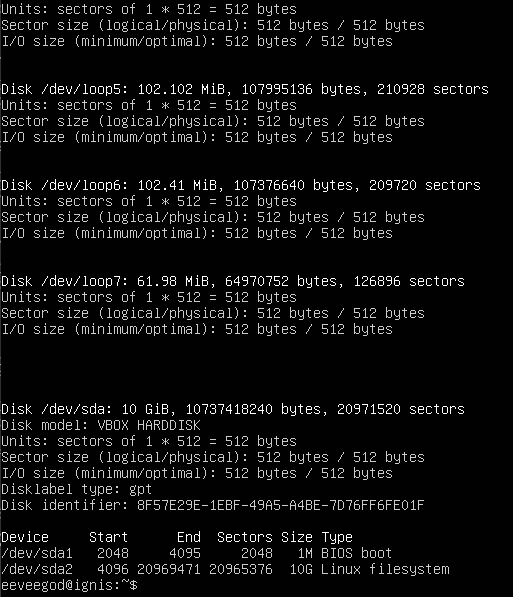 Units: sectors of 1 * 512 = 512 bytes
Sector size (logical/physical): 512 bytes / 512 bytes
I/O size (minimum/optimal): 512 bytes / 512 bytes
Disk /dev/loop5: 102.102 MiB, 107995136 bytes, 210928 sectors
Units: sectors of 1 * 512 = 512 bytes
Sector size (logical/physical): 512 bytes / 512 bytes
I/O size (minimum/optimal): 512 bytes / 512 bytes
Disk /dev/loop6: 102.41 MiB, 107376640 bytes, 209720 sectors
Units: sectors of 1 * 512 = 512 bytes
Sector size (logical/physical): 512 bytes / 512 bytes
I/O size (minimum/optimal): 512 bytes / 512 bytes
Disk /dev/loop7: 61.98 MiB, 64970752 bytes, 126896 sectors
Units: sectors of 1 * 512 = 512 bytes
Sector size (logical/physical): 512 bytes / 512 bytes
I/O size (minimum/optimal): 512 bytes / 512 bytes
Disk /dev/sda: 10 GiB, 10737418240 bytes, 20971520 sectors
Disk model: VBOX HARDDISK
Units: sectors of 1 * 512 = 512 bytes
Sector size (logical/physical): 512 bytes / 512 bytes
I/O size (minimum/optimal): 512 bytes / 512 bytes
Disklabel type: gpt
Disk identifier: 8F57E29E-1EBF-49A5-A4BE-7D76FF6FE01F
Device Start End Sectors Size Type
/dev/sda1 2048 4095 2048 1M BIOS boot
/dev/sda2 4096 20969471 20965376 10G Linux filesystem
eeveegod@ignis:~$